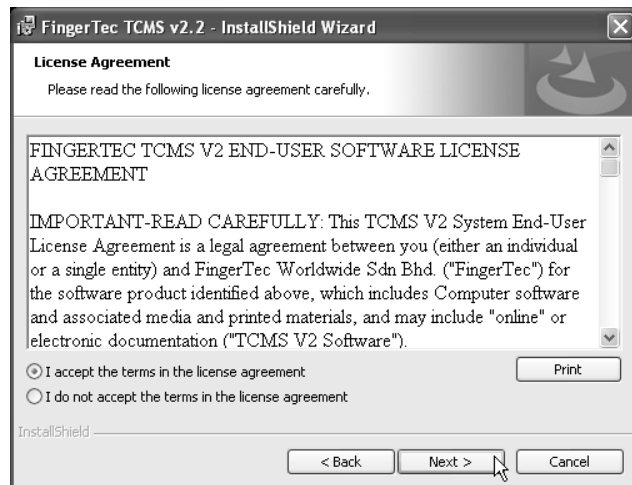 FingerTec TCMS v2.2 - InstallShield Wizard
License Agreement
Please read the following license agreement carefully.
FINGERTEC TCMS V2 END-USER SOFTWARE LICENSE
AGREEMENT
IMPORTANT-READ CAREFULLY: This TCMS V2 System End-User
License Agreement is a legal agreement between you (either an individual
or a single entity) and FingerTec Worldwide Sdn Bhd. ("FingerTec") for
the software product identified above, which includes Computer software
and associated media and printed materials, and may include "online" or
electronic documentation ("TCMS V2 Software").
I accept the terms in the license agreement
Print
I do not accept the terms in the license agreement
InstallShield
< Back
Next >
Cancel